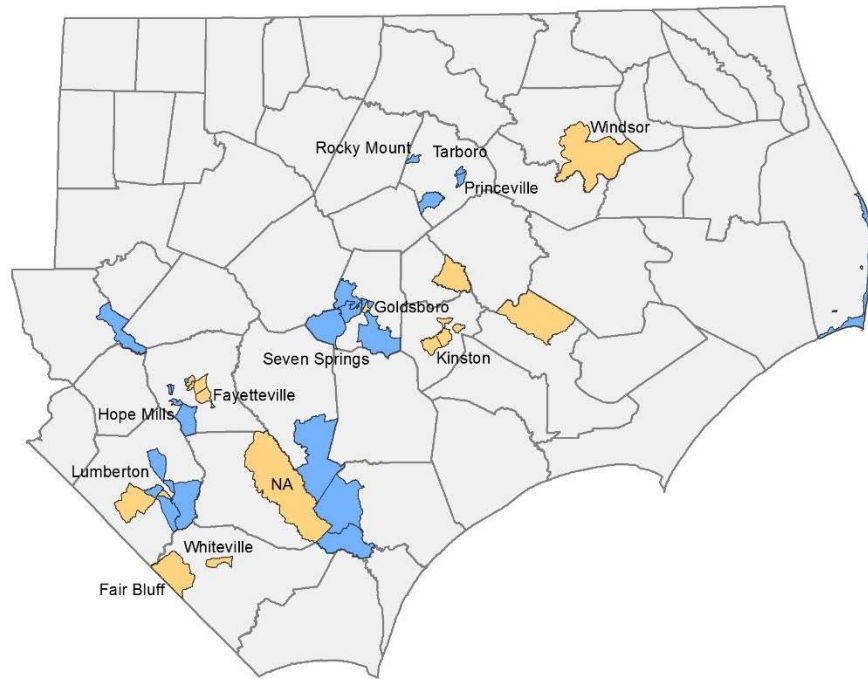 Windsor
Rocky Mount
Tarboro
Princeville
Goldsboro
Seven Springs
Kinston
Fayetteville
Hope Mills
Lumberton
NA
Whiteville
Fair Bluff